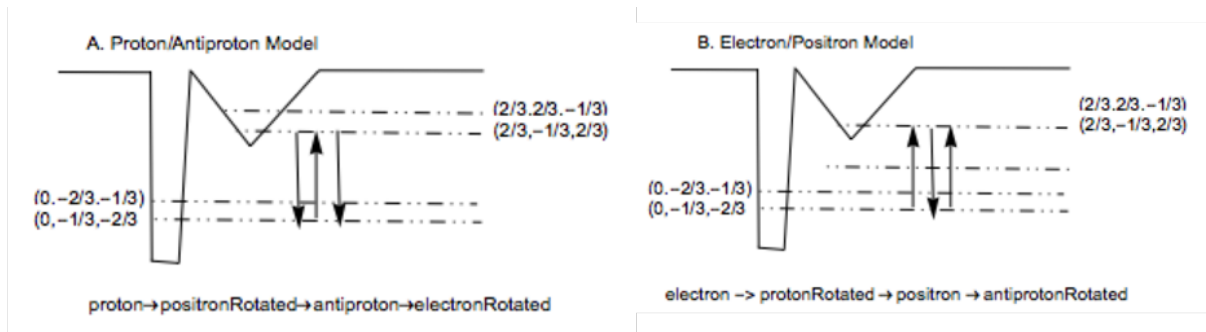 A. Proton/Antiproton Model
(2/3.2/3.−1/3)
(2/3,−1/3,2/3)
(0.−2/3.−1/3)
(0,−1/3,−2/3
proton→positronRotated→antiproton→electronRotated
B. Electron/Positron Model
(2/3.2/3.−1/3)
(2/3,−1/3,2/3)
(0.−2/3.−1/3)
(0,−1/3,−2/3
electron −> protonRotated → positron → antiprotonRotated